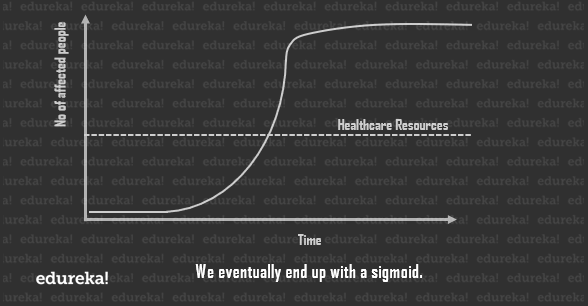 No of affected people
Healthcare Resources
Time
We eventually end up with a sigmoid.
edureka!